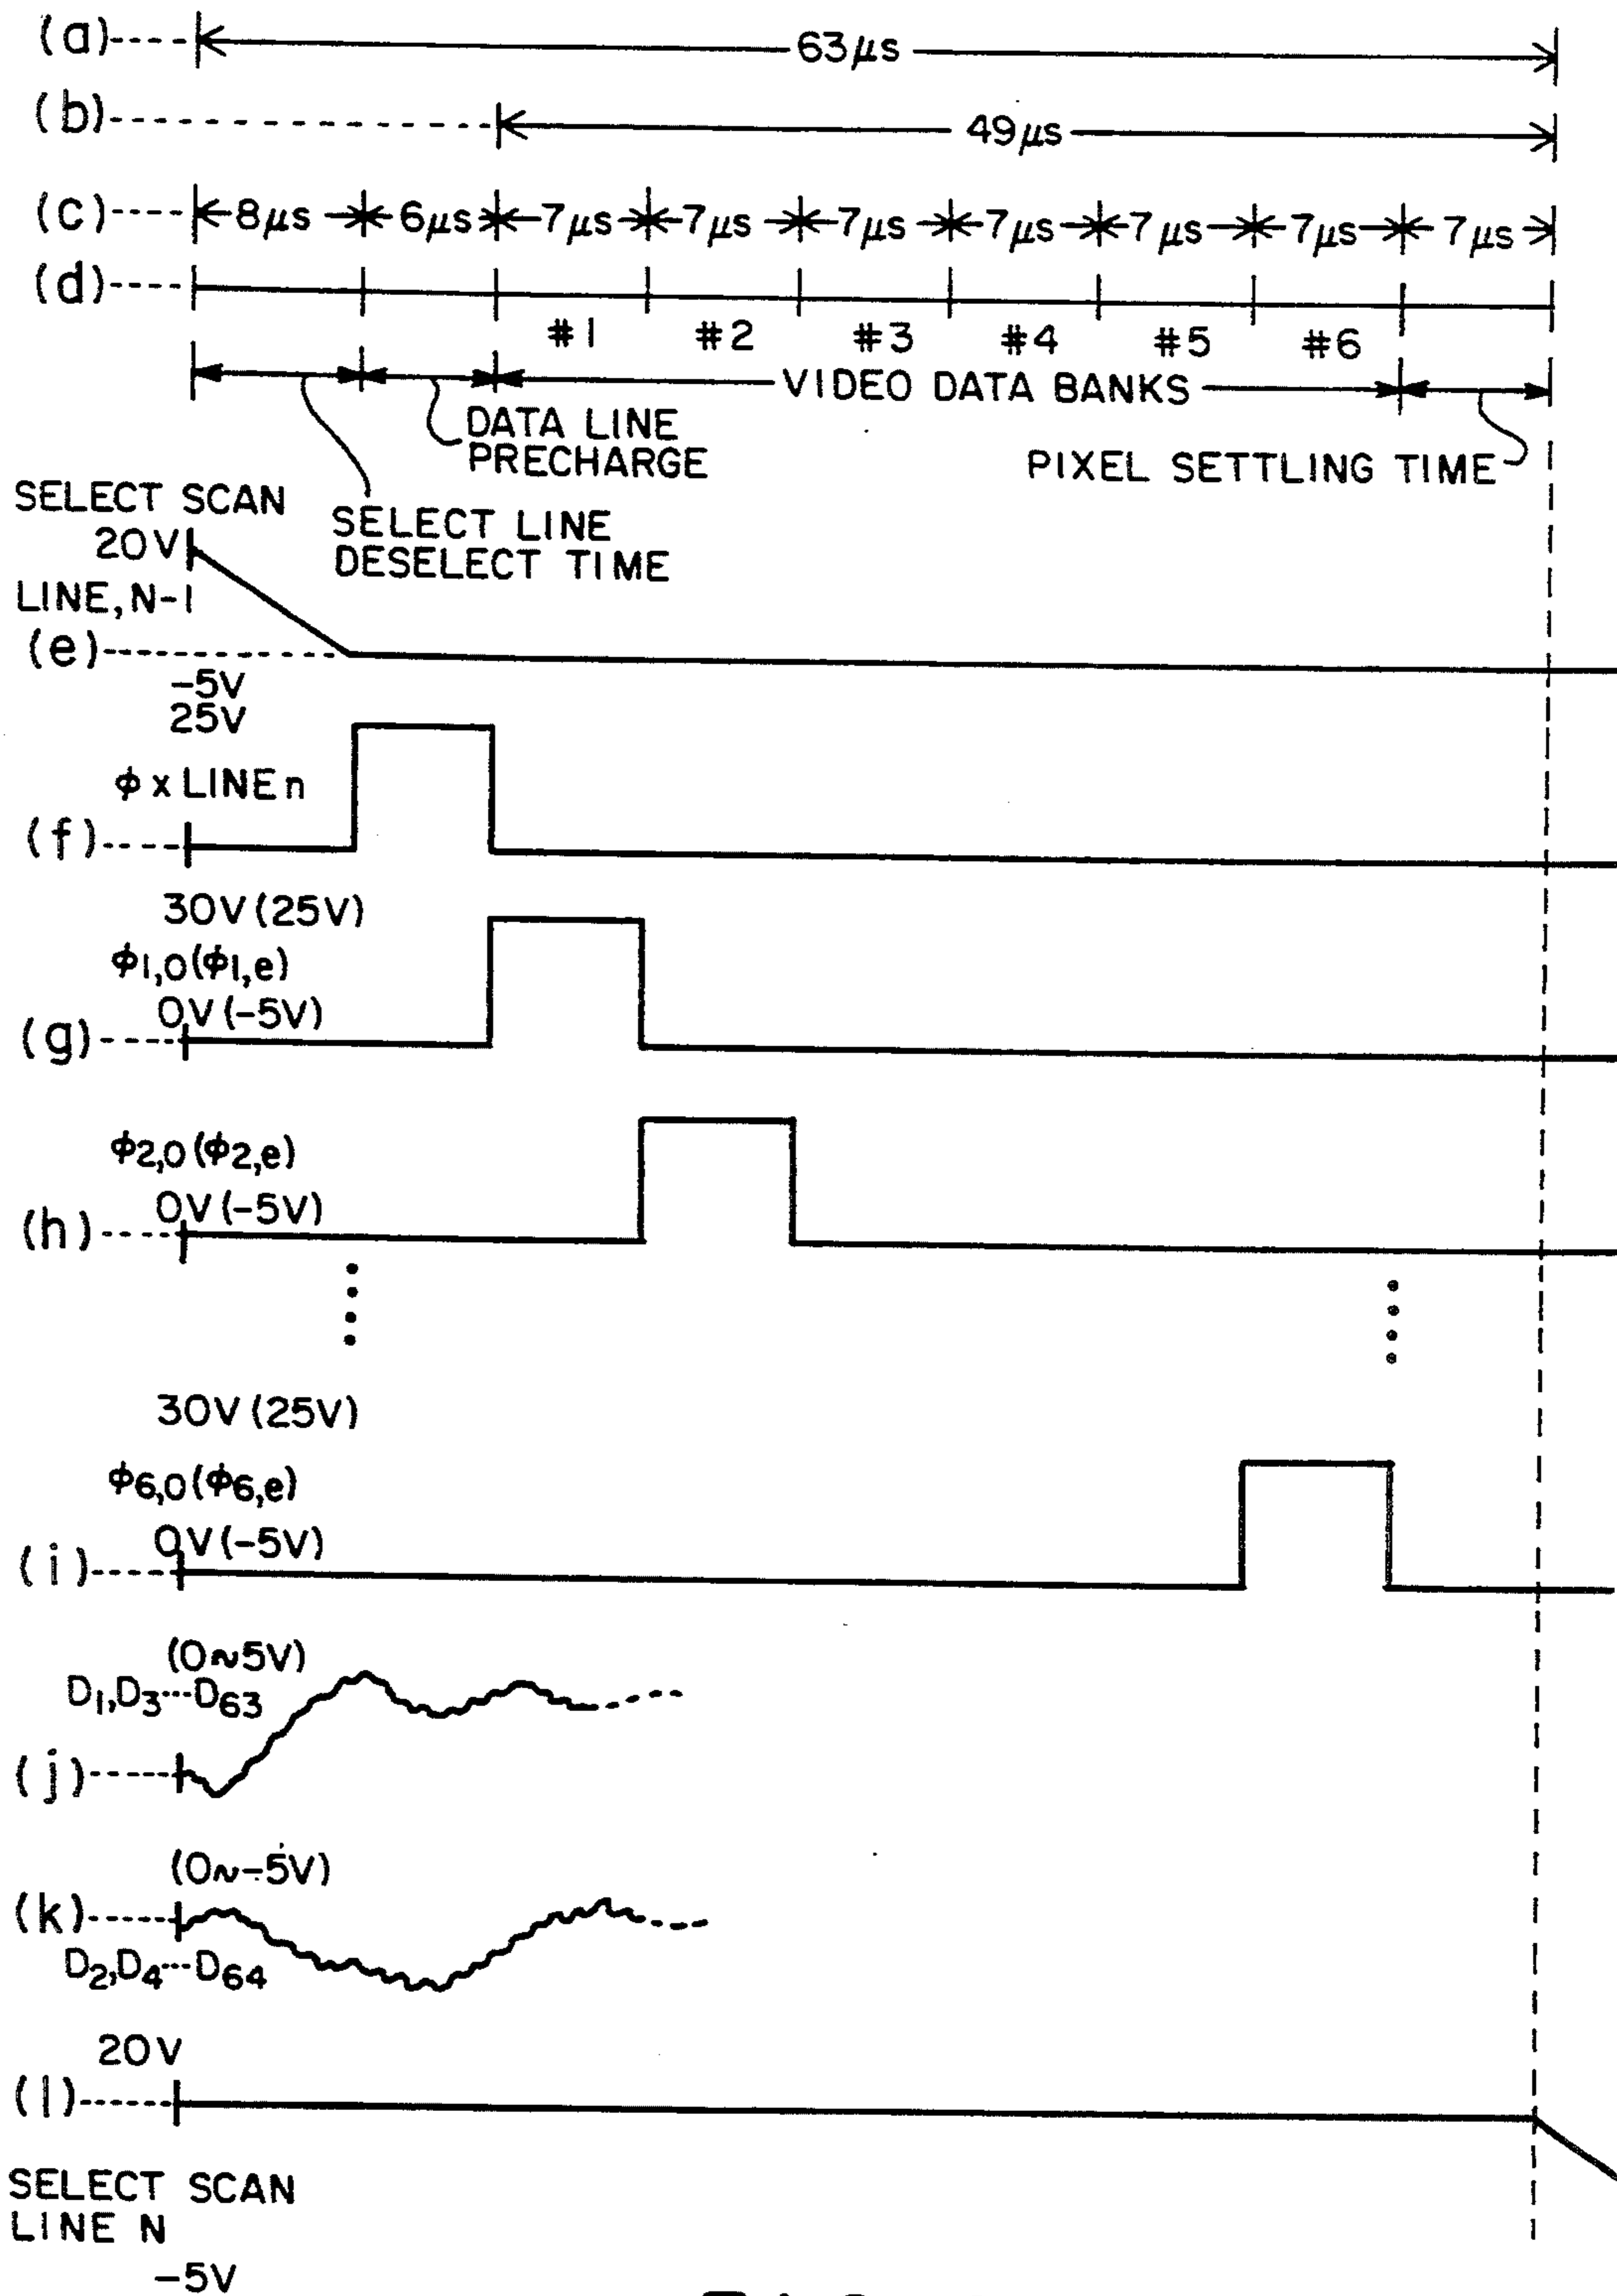 (a) 63μs
(b) 49μs
(c) 8μs 6μs 7μs 7μs 7μs 7μs 7μs 7μs 7μs
(d)
#1 #2 #3 #4 #5 #6
VIDEO DATA BANKS
DATA LINE
PRECHARGE
PIXEL SETTLING TIME
SELECT LINE
DESELECT TIME
SELECT SCAN
20V
LINE, N-1
(e)
-5V
25V
φx LINE n
(f)
30V (25V)
φ1,0(φ1,e)
0V (-5V)
(g)
φ2,0(φ2,e)
0V (-5V)
(h)
30V (25V)
φ6,0(φ6,e)
0V (-5V)
(i)
(0~5V)
D1,D3---D63
(j)
(0~-5V)
(k)
D2,D4---D64
20V
(l)
SELECT SCAN
LINE N
-5V